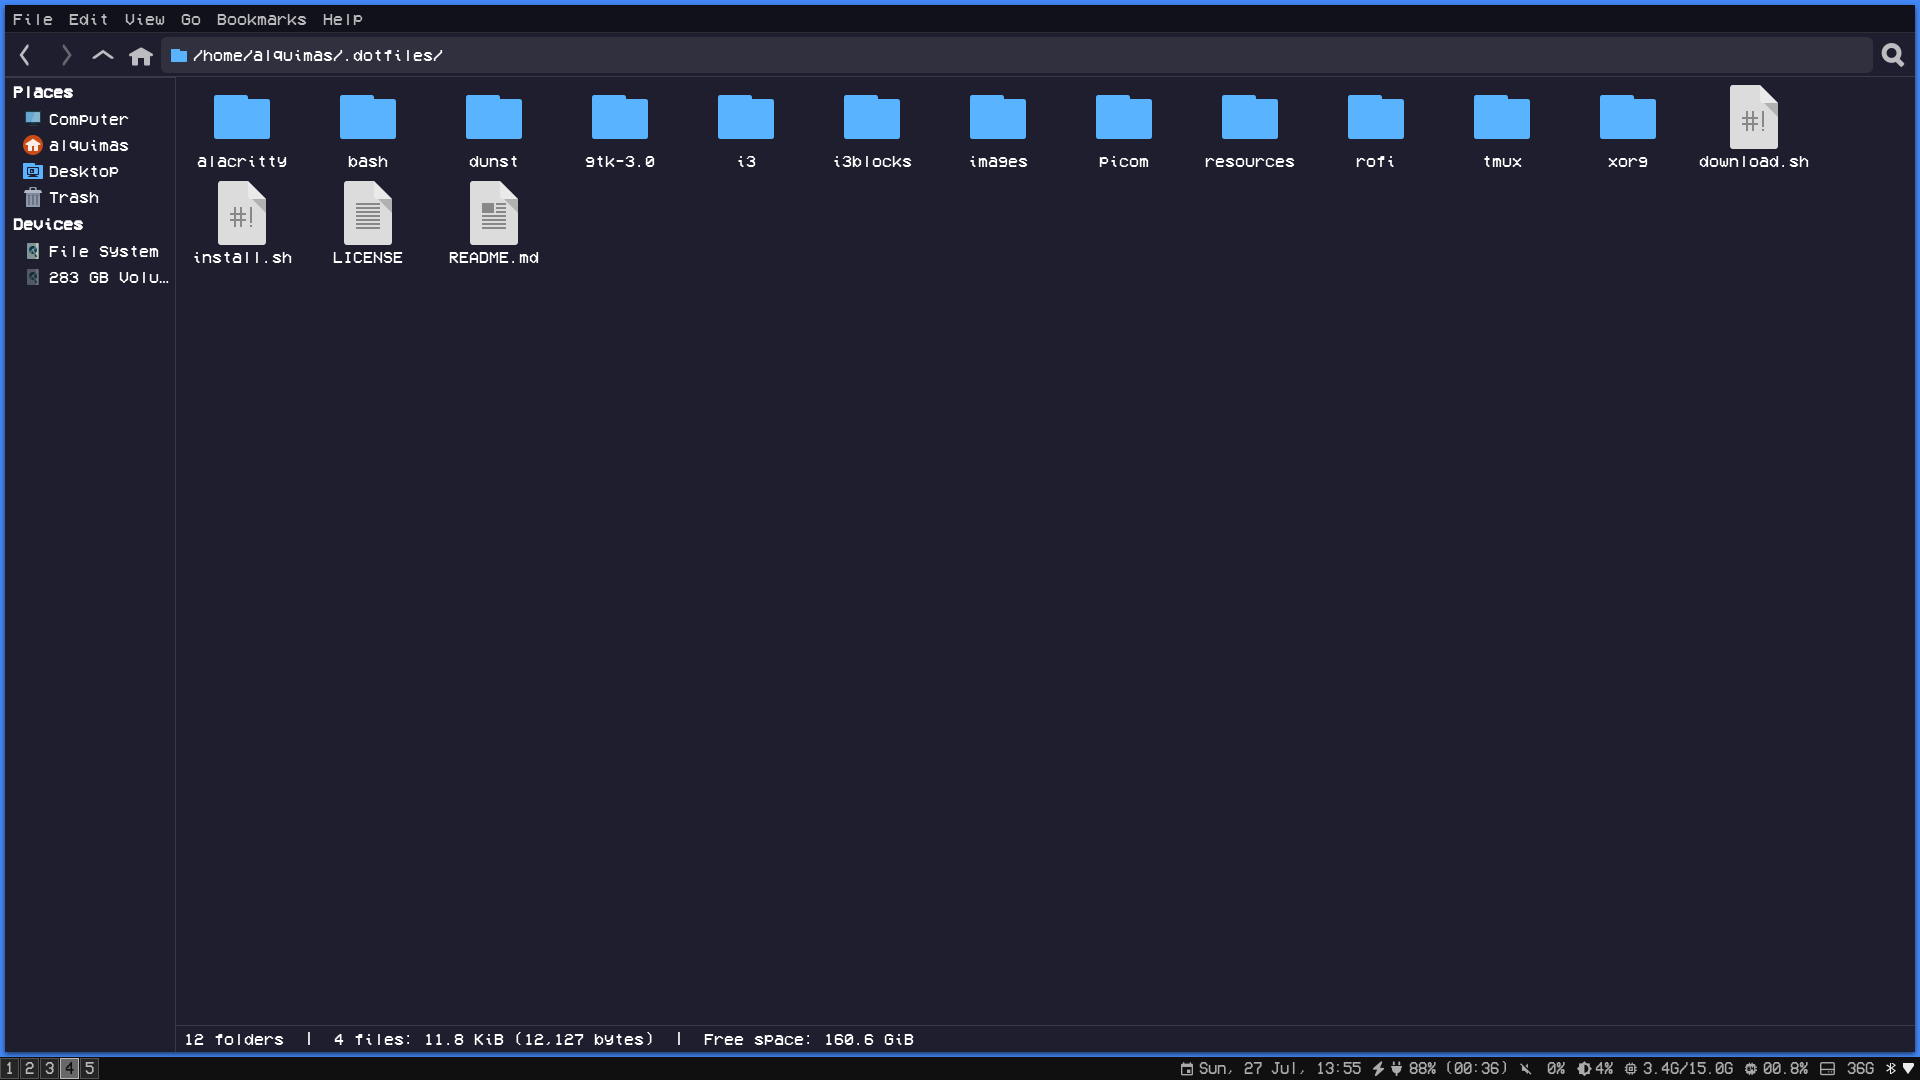 File Edit View Go Bookmarks Help
/home/alquimas/.dotfiles/
Places
Computer
alquimas
Desktop
Trash
Devices
File System
283 GB Volu…
alacritty bash dunst gtk-3.0 i3 i3blocks images picom resources rofi tmux xorg download.sh
install.sh LICENSE README.md
12 folders | 4 files: 11.8 KiB (12,127 bytes) | Free space: 160.6 GiB
1 2 3 4 5 Sun, 27 Jul, 13:55 88% (00:36) 0% 4% 3.4G/15.0G 00.8% 36G